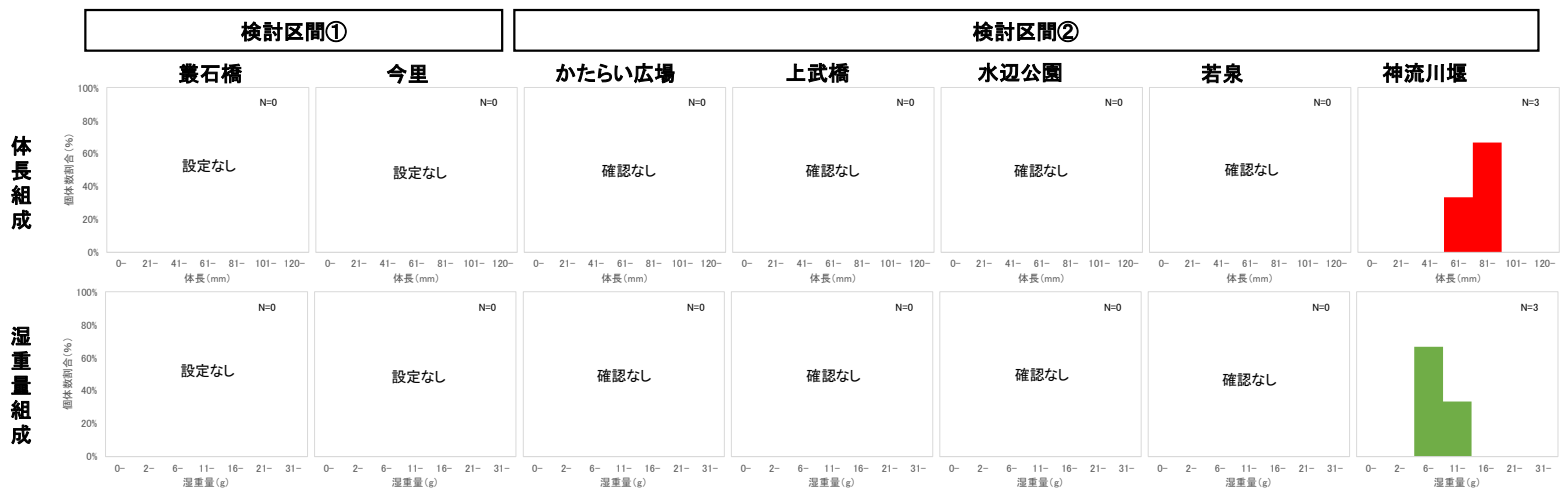 検討区間①
検討区間②
叢石橋
今里
かたらい広場
上武橋
水辺公園
若泉
神流川堰
体長組成
個体数割合(%)
100%
80%
60%
40%
20%
0%
N=0
設定なし
0- 21- 41- 61- 81- 101- 120-
体長(mm)
N=0
設定なし
0- 21- 41- 61- 81- 101- 120-
体長(mm)
N=0
確認なし
0- 21- 41- 61- 81- 101- 120-
体長(mm)
N=0
確認なし
0- 21- 41- 61- 81- 101- 120-
体長(mm)
N=0
確認なし
0- 21- 41- 61- 81- 101- 120-
体長(mm)
N=0
確認なし
0- 21- 41- 61- 81- 101- 120-
体長(mm)
N=3
0- 21- 41- 61- 81- 101- 120-
体長(mm)
湿重量組成
個体数割合(%)
100%
80%
60%
40%
20%
0%
N=0
設定なし
0- 2- 6- 11- 16- 21- 31-
湿重量(g)
N=0
設定なし
0- 2- 6- 11- 16- 21- 31-
湿重量(g)
N=0
確認なし
0- 2- 6- 11- 16- 21- 31-
湿重量(g)
N=0
確認なし
0- 2- 6- 11- 16- 21- 31-
湿重量(g)
N=0
確認なし
0- 2- 6- 11- 16- 21- 31-
湿重量(g)
N=0
確認なし
0- 2- 6- 11- 16- 21- 31-
湿重量(g)
N=3
0- 2- 6- 11- 16- 21- 31-
湿重量(g)